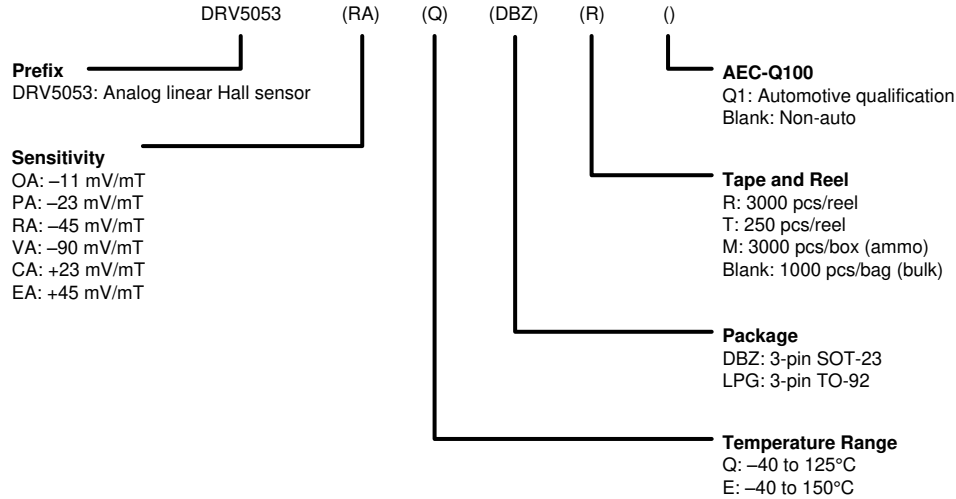 DRV5053 (RA) (Q) (DBZ) (R) ()
Prefix
DRV5053: Analog linear Hall sensor
Sensitivity
OA: –11 mV/mT
PA: –23 mV/mT
RA: –45 mV/mT
VA: –90 mV/mT
CA: +23 mV/mT
EA: +45 mV/mT
AEC-Q100
Q1: Automotive qualification
Blank: Non-auto
Tape and Reel
R: 3000 pcs/reel
T: 250 pcs/reel
M: 3000 pcs/box (ammo)
Blank: 1000 pcs/bag (bulk)
Package
DBZ: 3-pin SOT-23
LPG: 3-pin TO-92
Temperature Range
Q: –40 to 125°C
E: –40 to 150°C